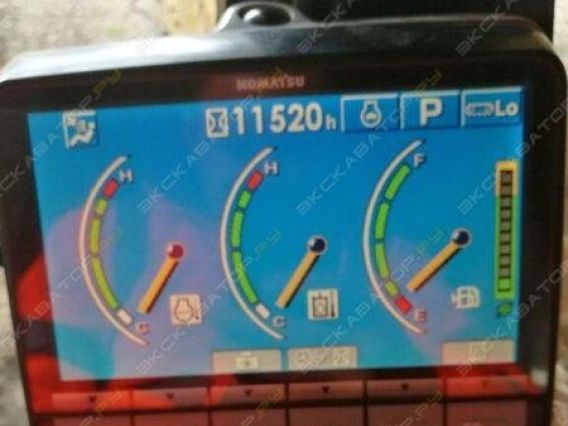 KOMATSU
11520h P Lo
H H F
C C E
ЭКСКАВАТОР.РУ